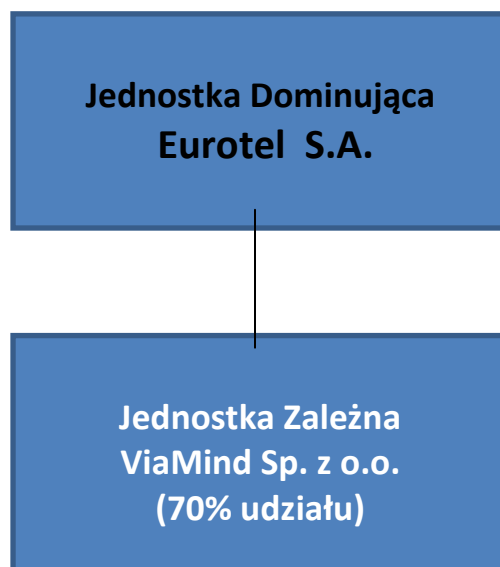 Jednostka Dominująca
Eurotel S.A.
Jednostka Zależna
ViaMind Sp. z o.o.
(70% udziału)